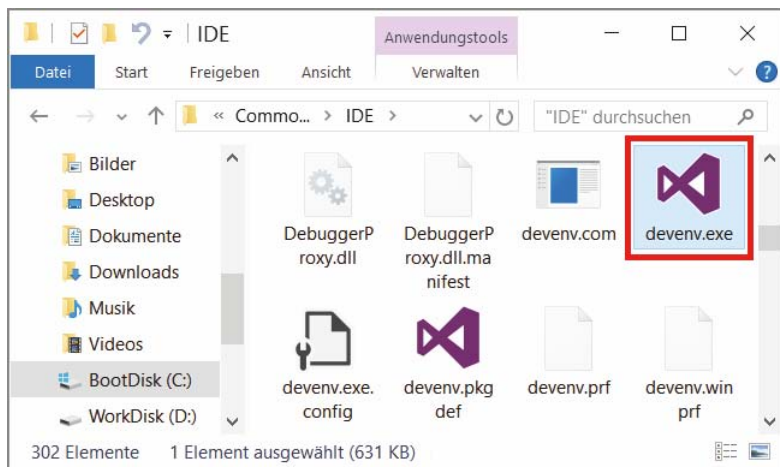 IDE
Anwendungstools
Datei Start Freigeben Ansicht Verwalten
« Commo... > IDE > "IDE" durchsuchen
Bilder
Desktop
Dokumente
Downloads
Musik
Videos
BootDisk (C:)
WorkDisk (D:)
DebuggerP
roxy.dll
DebuggerP
roxy.dll.ma
nifest
devenv.com
devenv.exe
devenv.exe.
config
devenv.pkg
def
devenv.prf
devenv.win
prf
302 Elemente 1 Element ausgewählt (631 KB)